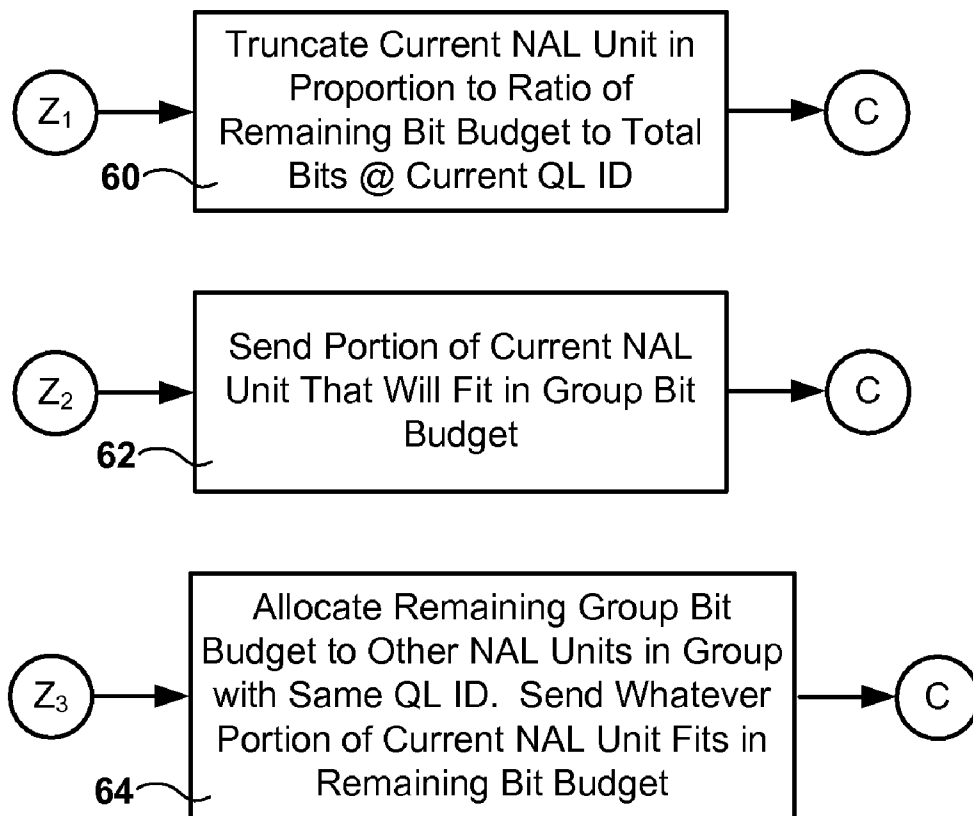 Truncate Current NAL Unit in
Proportion to Ratio of
Remaining Bit Budget to Total
Bits @ Current QL ID
Z₁
C
60
Send Portion of Current NAL
Unit That Will Fit in Group Bit
Budget
Z₂
C
62
Allocate Remaining Group Bit
Budget to Other NAL Units in Group
with Same QL ID. Send Whatever
Portion of Current NAL Unit Fits in
Remaining Bit Budget
Z₃
C
64